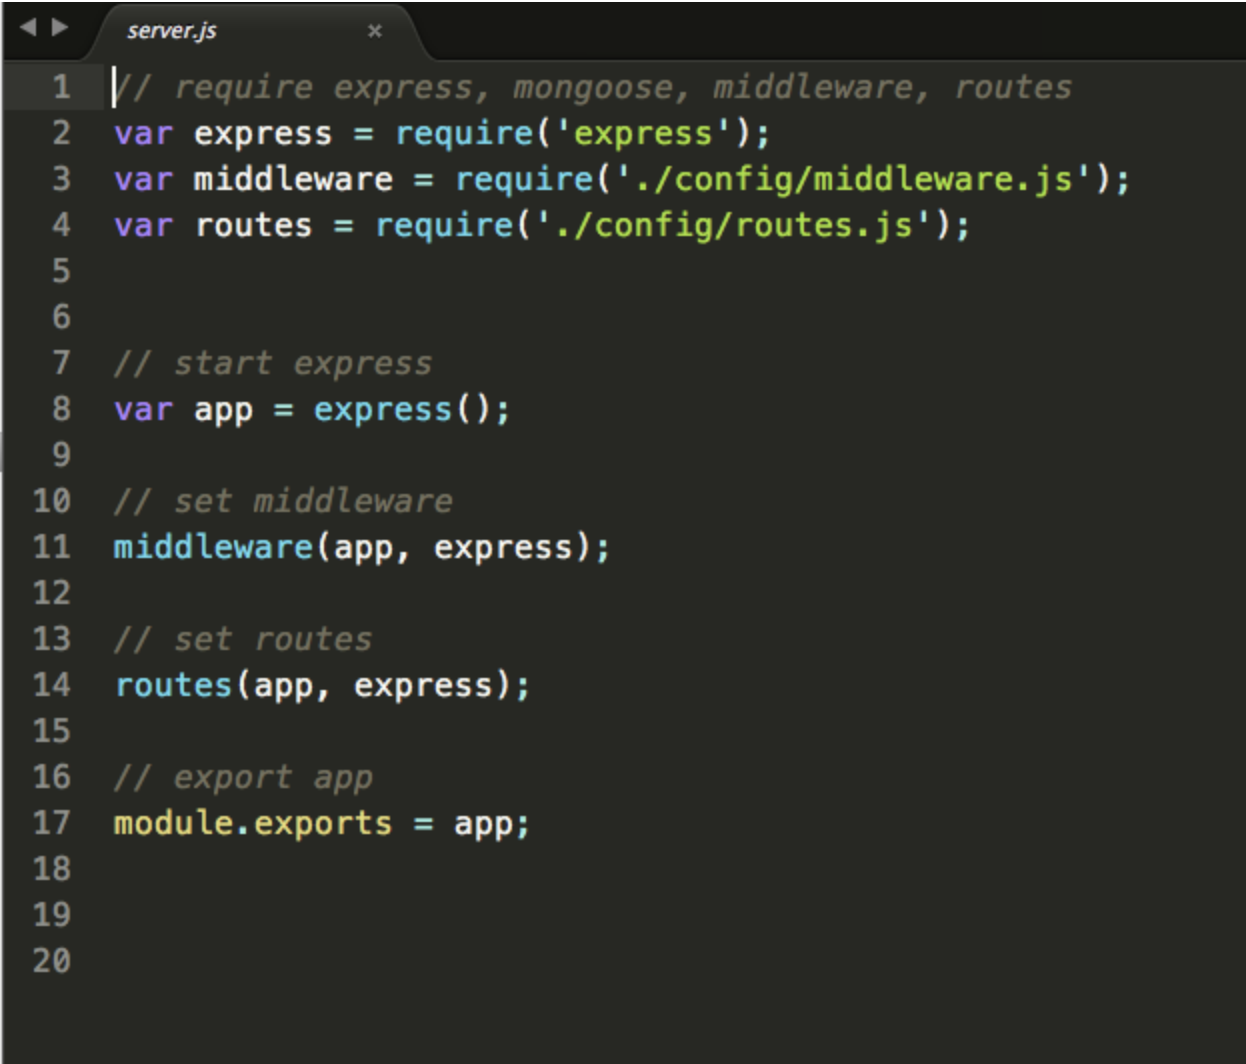 server.js ×
1 // require express, mongoose, middleware, routes
2 var express = require('express');
3 var middleware = require('./config/middleware.js');
4 var routes = require('./config/routes.js');
5
6
7 // start express
8 var app = express();
9
10 // set middleware
11 middleware(app, express);
12
13 // set routes
14 routes(app, express);
15
16 // export app
17 module.exports = app;
18
19
20